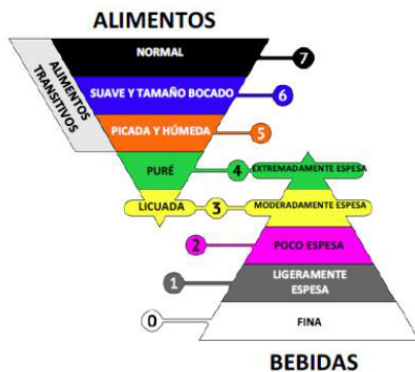 ALIMENTOS
ALIMENTOS
TRANSITIVOS
NORMAL
7
SUAVE Y TAMAÑO BOCADO
6
PICADA Y HÚMEDA
5
PURÉ
4
EXTREMADAMENTE ESPESA
LICUADA
3
MODERADAMENTE ESPESA
2
POCO ESPESA
1
LIGERAMENTE
ESPESA
0
FINA
BEBIDAS